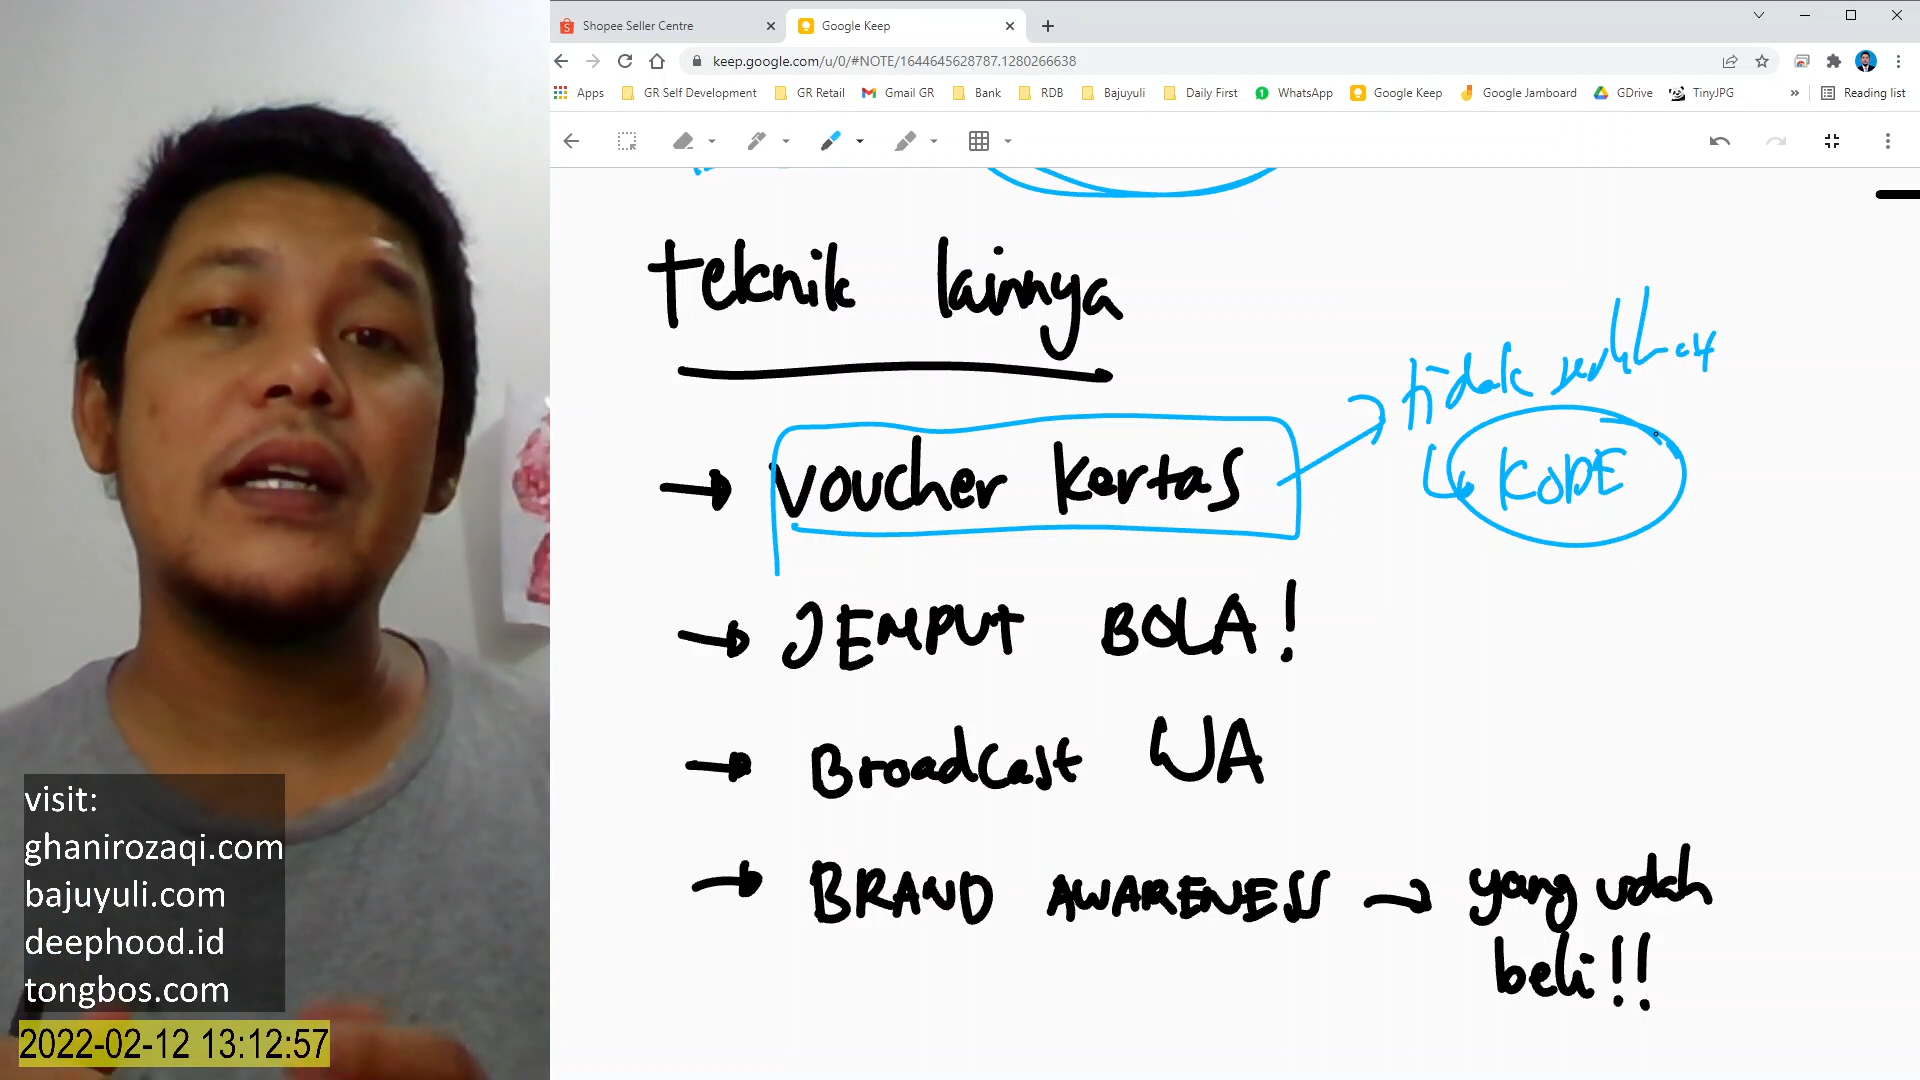 Shopee Seller Centre
Google Keep
keep.google.com/u/0/#NOTE/1644645628787.1280266638
Apps GR Self Development GR Retail Gmail GR Bank RDB Bajuyuli Daily First WhatsApp Google Keep Google Jamboard GDrive TinyJPG » Reading list
teknik lainnya
→ voucher kertas → tidak
KODE
→ JEMPUT BOLA!
→ BroadCast WA
→ BRAND AWARENESS → yang udah
beli!!
visit:
ghanirozaqi.com
bajuyuli.com
deephood.id
tongbos.com
2022-02-12 13:12:57